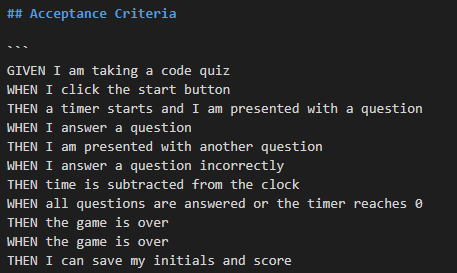 ## Acceptance Criteria
```
GIVEN I am taking a code quiz
WHEN I click the start button
THEN a timer starts and I am presented with a question
WHEN I answer a question
THEN I am presented with another question
WHEN I answer a question incorrectly
THEN time is subtracted from the clock
WHEN all questions are answered or the timer reaches 0
THEN the game is over
WHEN the game is over
THEN I can save my initials and score